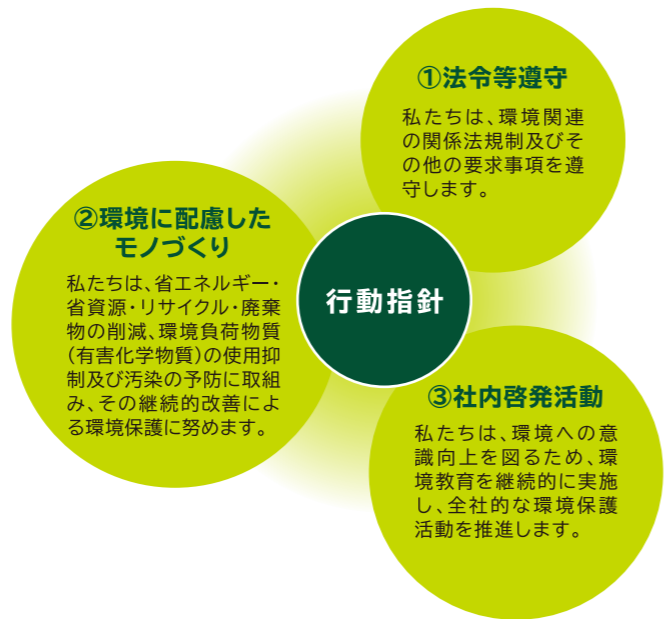 ①法令等遵守
私たちは、環境関連
の関係法規制及びそ
の他の要求事項を遵
守します。
②環境に配慮した
モノづくり
私たちは、省エネルギー・
省資源・リサイクル・廃棄
物の削減、環境負荷物質
（有害化学物質）の使用抑
制及び汚染の予防に取組
み、その継続的改善によ
る環境保護に努めます。
行動指針
③社内啓発活動
私たちは、環境への意
識向上を図るため、環
境教育を継続的に実施
し、全社的な環境保護
活動を推進します。